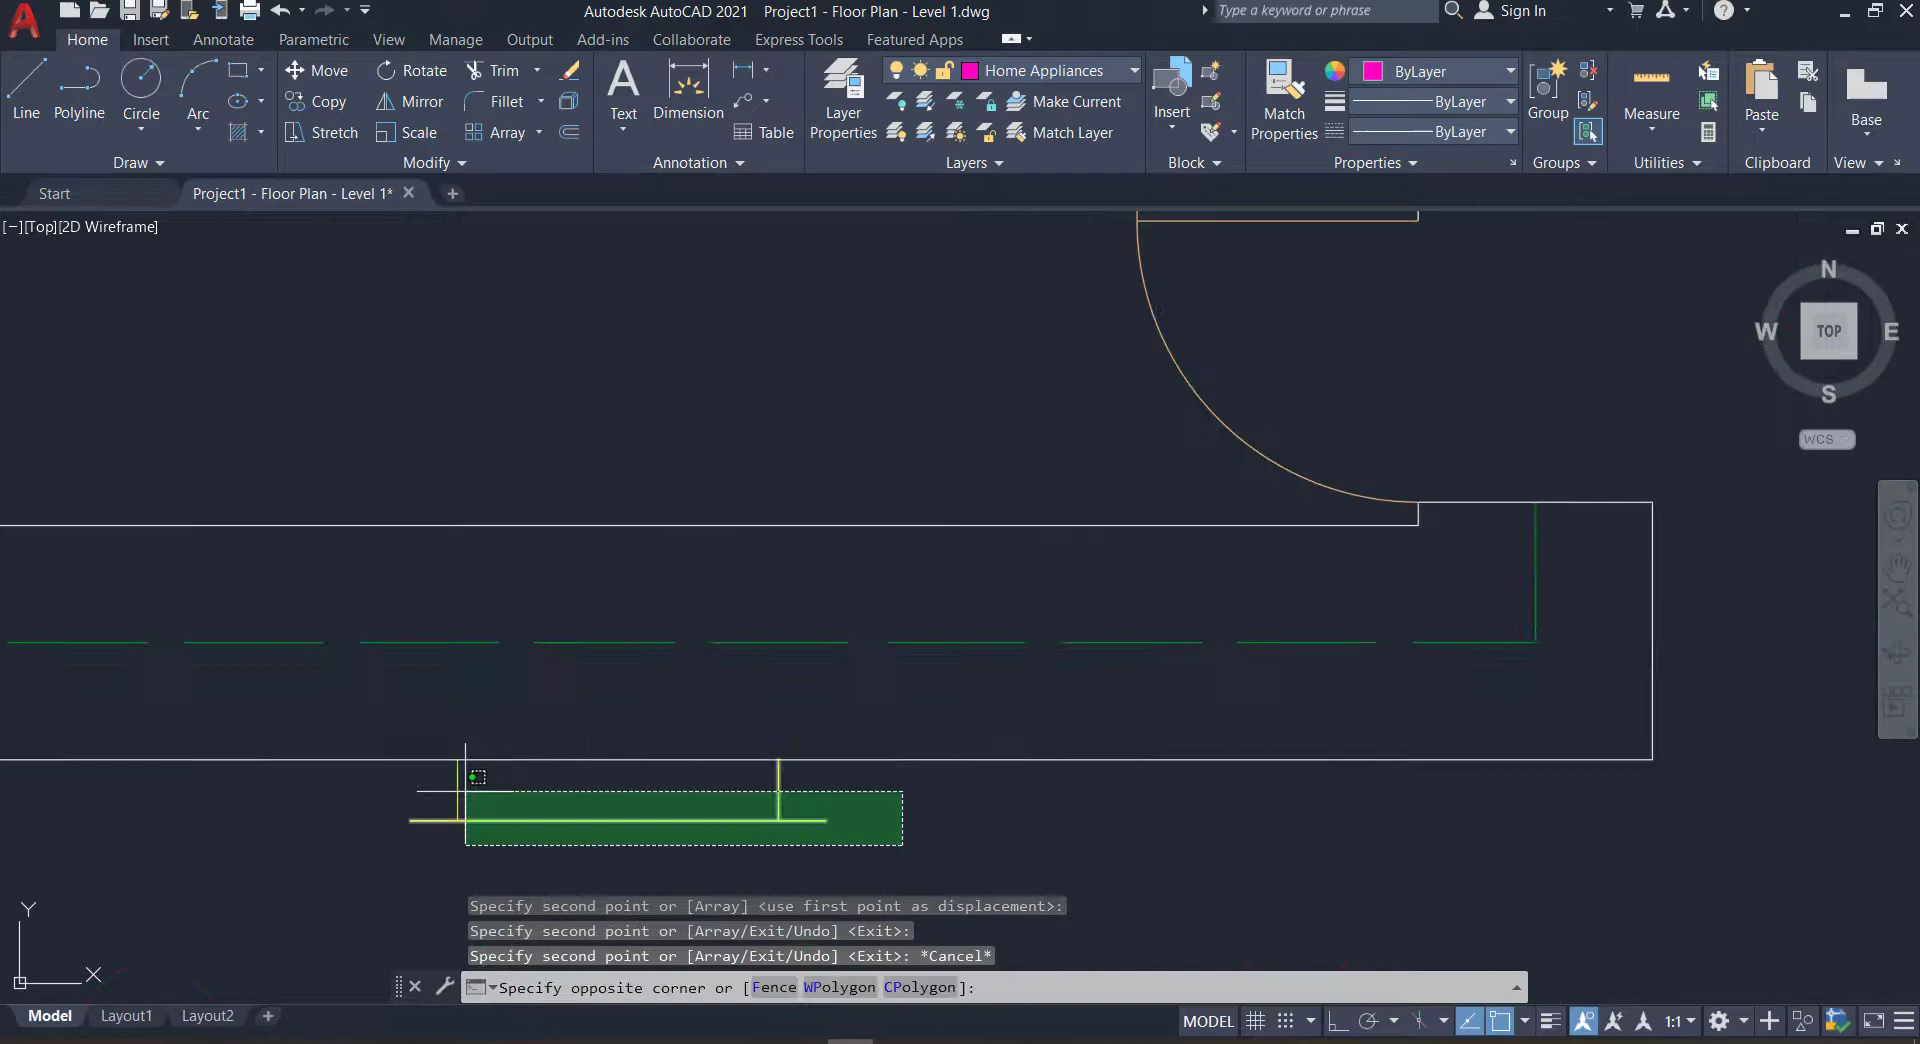 Autodesk AutoCAD 2021 Project1 - Floor Plan - Level 1.dwg
Type a keyword or phrase
Sign In
Home Insert Annotate Parametric View Manage Output Add-ins Collaborate Express Tools Featured Apps
Line
Polyline
Circle
Arc
Draw
Move
Rotate
Trim
Copy
Mirror
Fillet
Stretch
Scale
Array
Modify
Text
Dimension
Table
Annotation
Layer
Properties
Home Appliances
Make Current
Match Layer
Layers
Insert
Block
Match
Properties
ByLayer
ByLayer
ByLayer
Properties
Group
Groups
Measure
Utilities
Paste
Clipboard
Base
View
Start
Project1 - Floor Plan - Level 1*
[−][Top][2D Wireframe]
N
W
TOP
E
S
WCS
Y
X
Specify second point or [Array] <use first point as displacement>:
Specify second point or [Array/Exit/Undo] <Exit>:
Specify second point or [Array/Exit/Undo] <Exit>: *Cancel*
Specify opposite corner or [Fence WPolygon CPolygon]:
Model Layout1 Layout2
MODEL
1:1